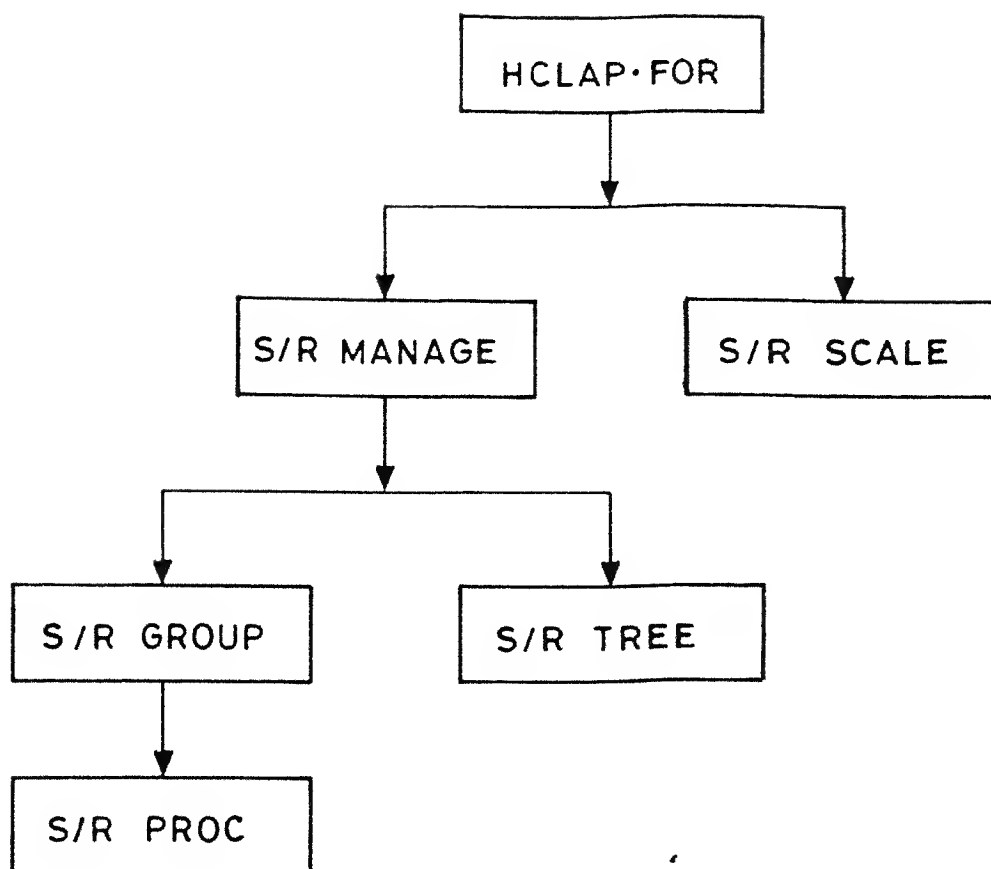 HCLAP·FOR
S/R MANAGE
S/R SCALE
S/R GROUP
S/R TREE
S/R PROC